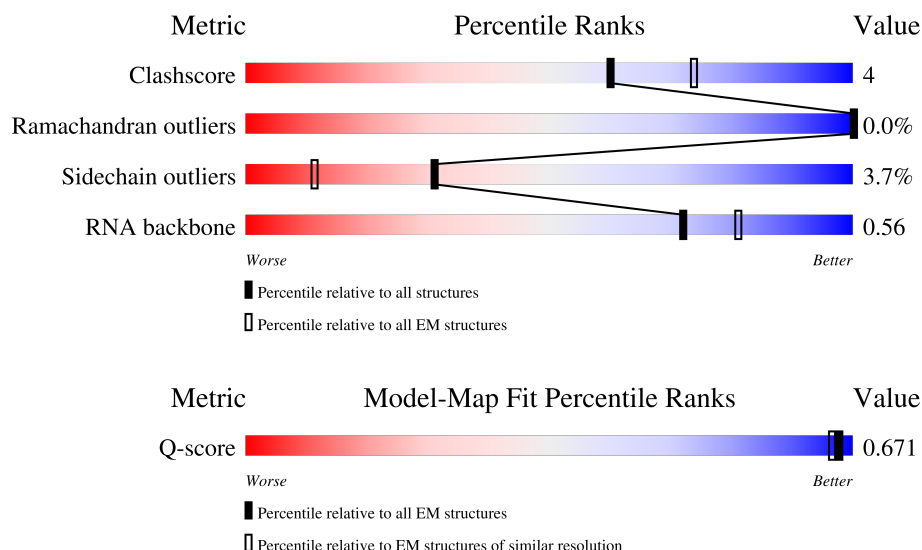 Metric Percentile Ranks Value
Clashscore 4
Ramachandran outliers 0.0%
Sidechain outliers 3.7%
RNA backbone 0.56
Worse Better
Percentile relative to all structures
Percentile relative to all EM structures
Metric Model-Map Fit Percentile Ranks Value
Q-score 0.671
Worse Better
Percentile relative to all EM structures
Percentile relative to EM structures of similar resolution